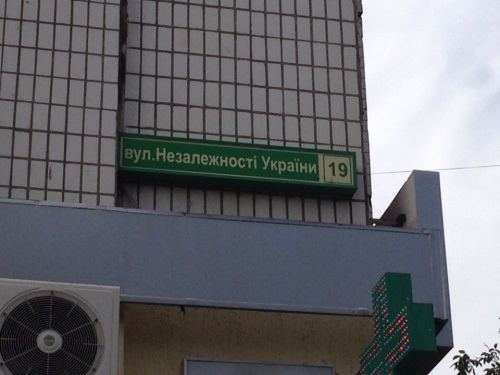 вул.Незалежності України 19